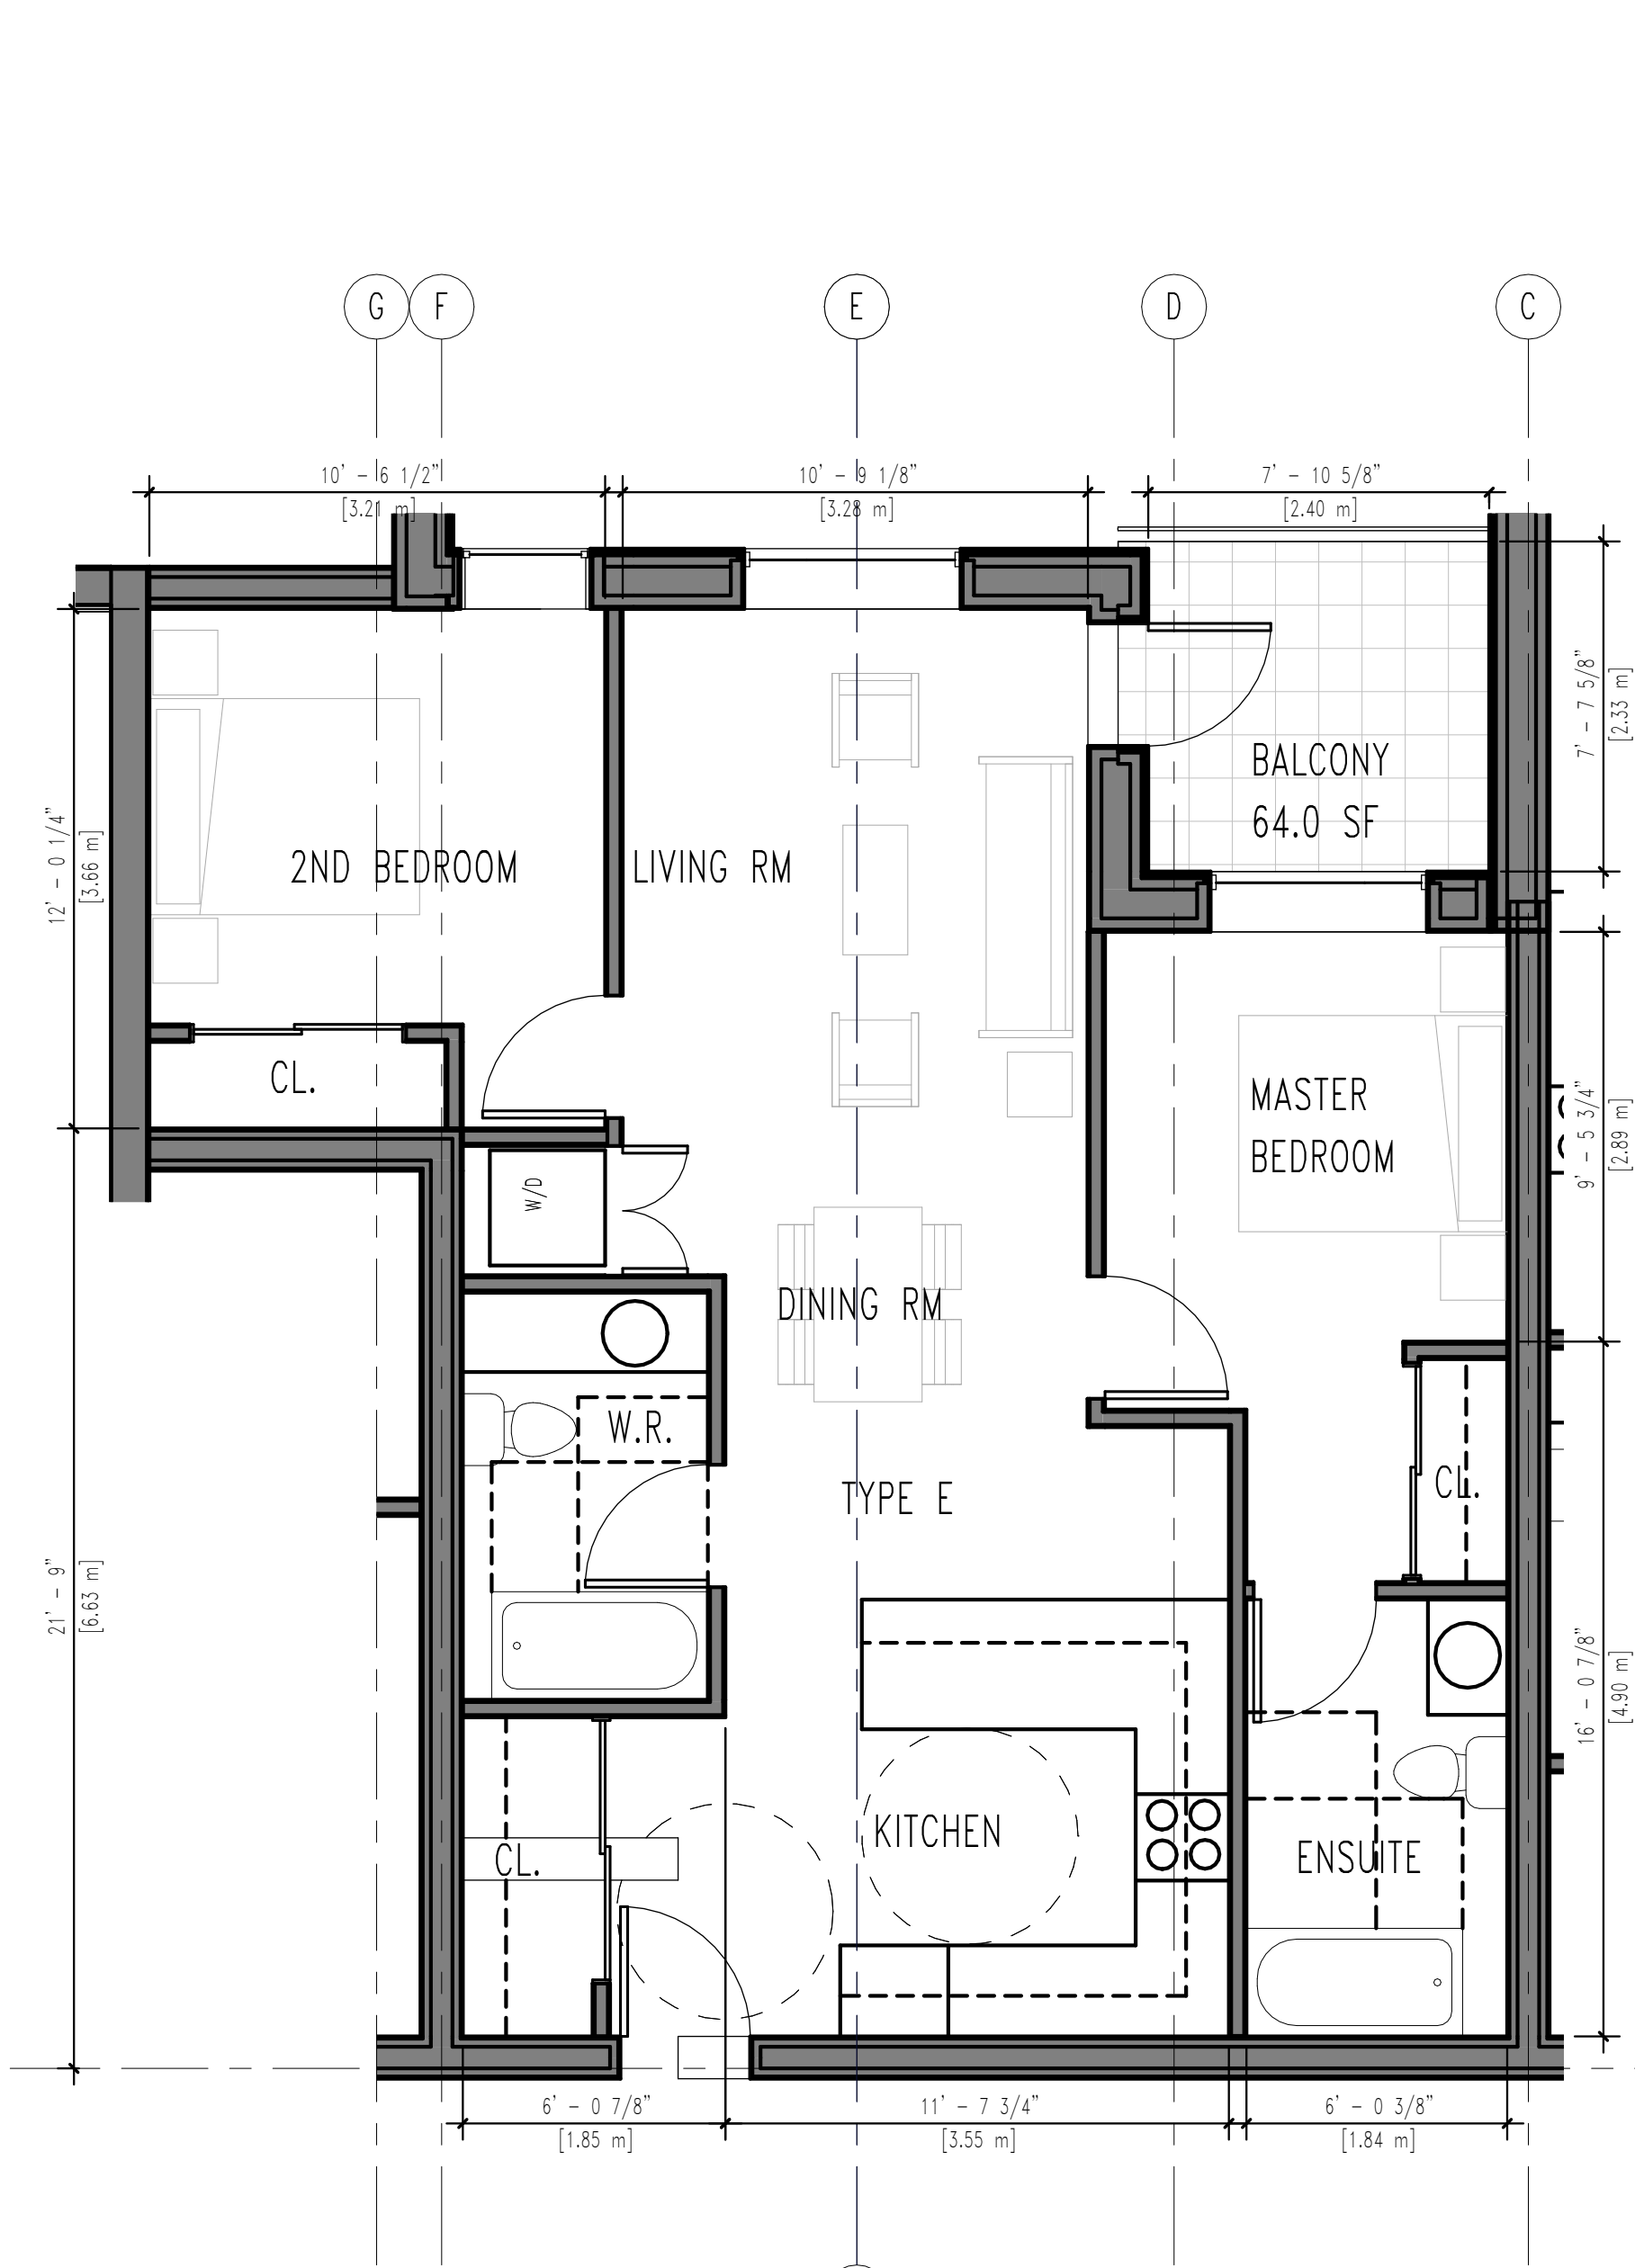 G F E D C
10' - 6 1/2" 10' - 9 1/8" 7' - 10 5/8"
[3.21 m] [3.28 m] [2.40 m]
7' - 7 5/8"
[2.33 m]
BALCONY
64.0 SF
12' - 0 1/4"
[3.66 m]
2ND BEDROOM
LIVING RM
CL.
MASTER
BEDROOM
9' - 5 3/4"
[2.89 m]
W/D
DINING RM
W.R.
CL.
TYPE E
21' - 9"
[6.63 m]
16' - 0 7/8"
[4.90 m]
KITCHEN
CL.
ENSUITE
6' - 0 7/8" 11' - 7 3/4" 6' - 0 3/8"
[1.85 m] [3.55 m] [1.84 m]